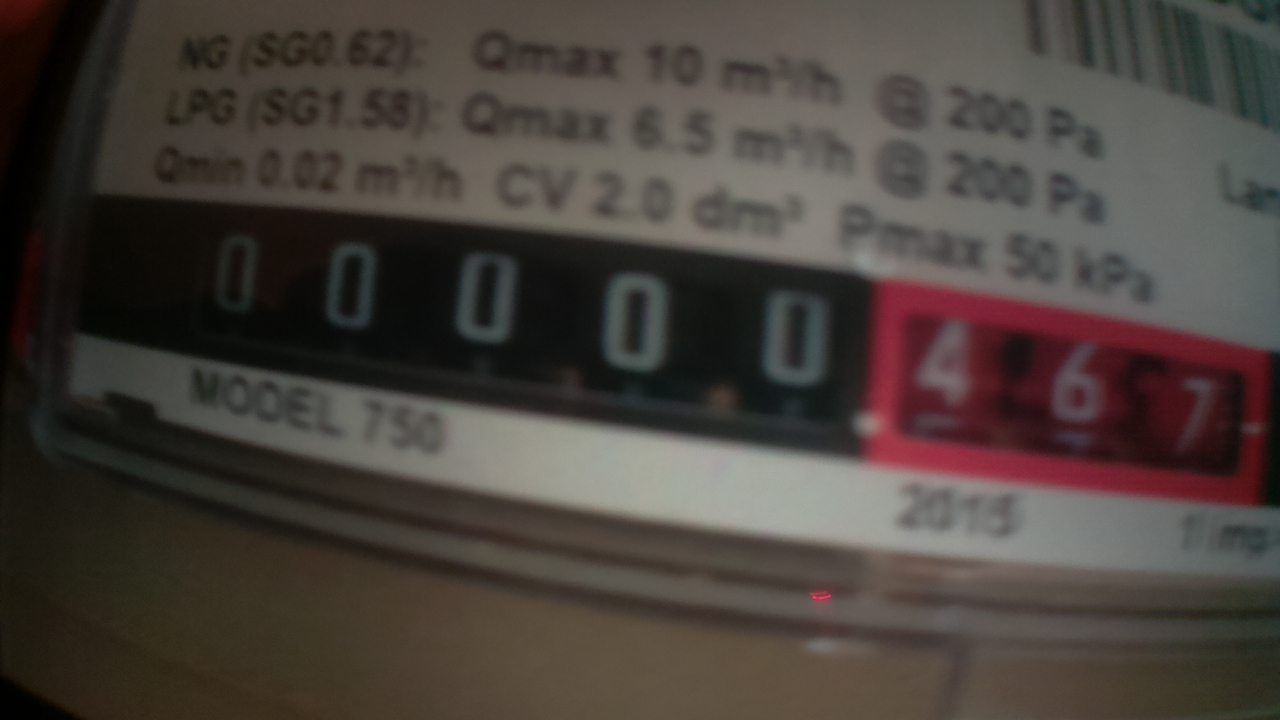 NG (SG0.62): Qmax 10 m³/h @ 200 Pa
LPG (SG1.58): Qmax 6.5 m³/h @ 200 Pa
Qmin 0.02 m³/h CV 2.0 dm³ Pmax 50 kPa
0 0 0 0 0 4 6 7
MODEL 750 2015